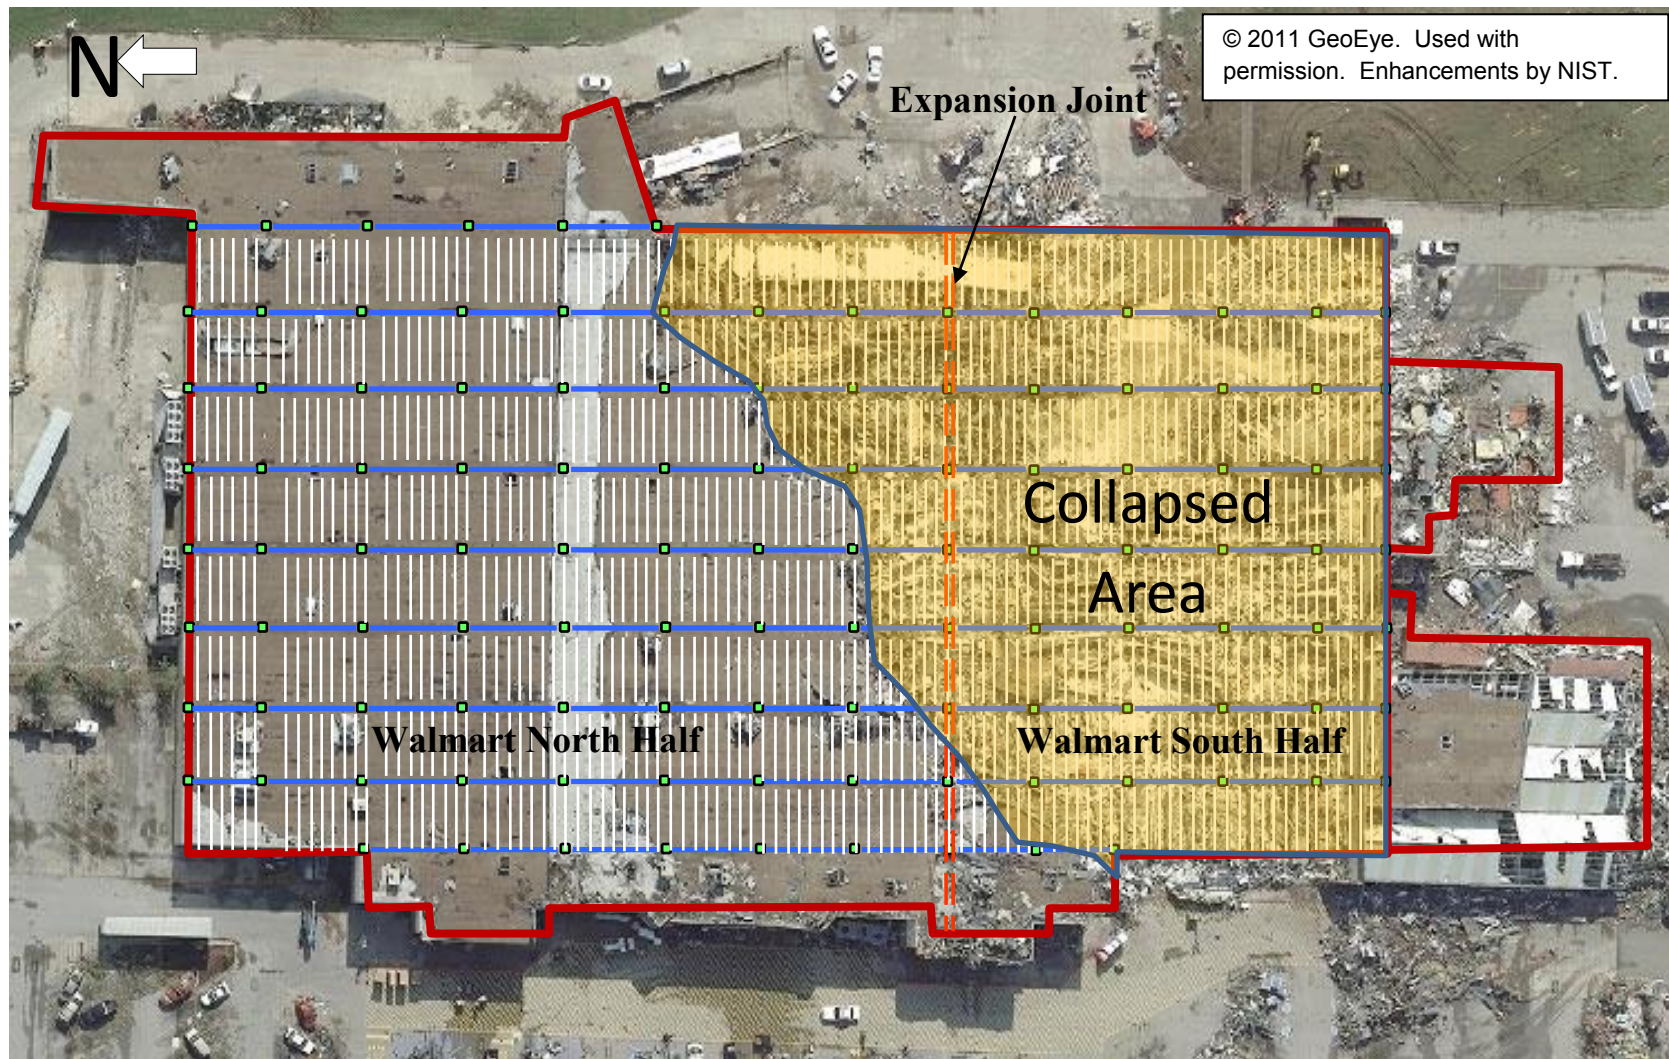 N
© 2011 GeoEye.  Used with
permission.  Enhancements by NIST.
Expansion Joint
Collapsed
Area
Walmart North Half
Walmart South Half